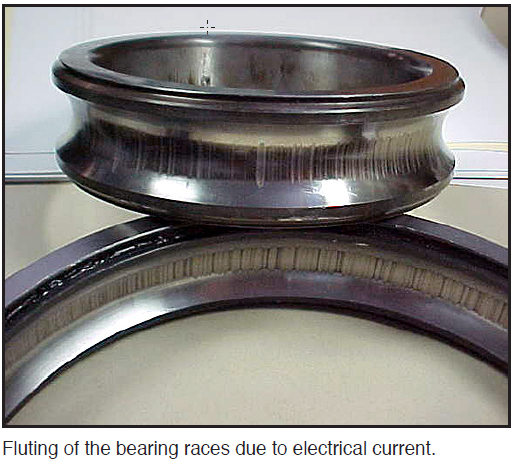 Fluting of the bearing races due to electrical current.